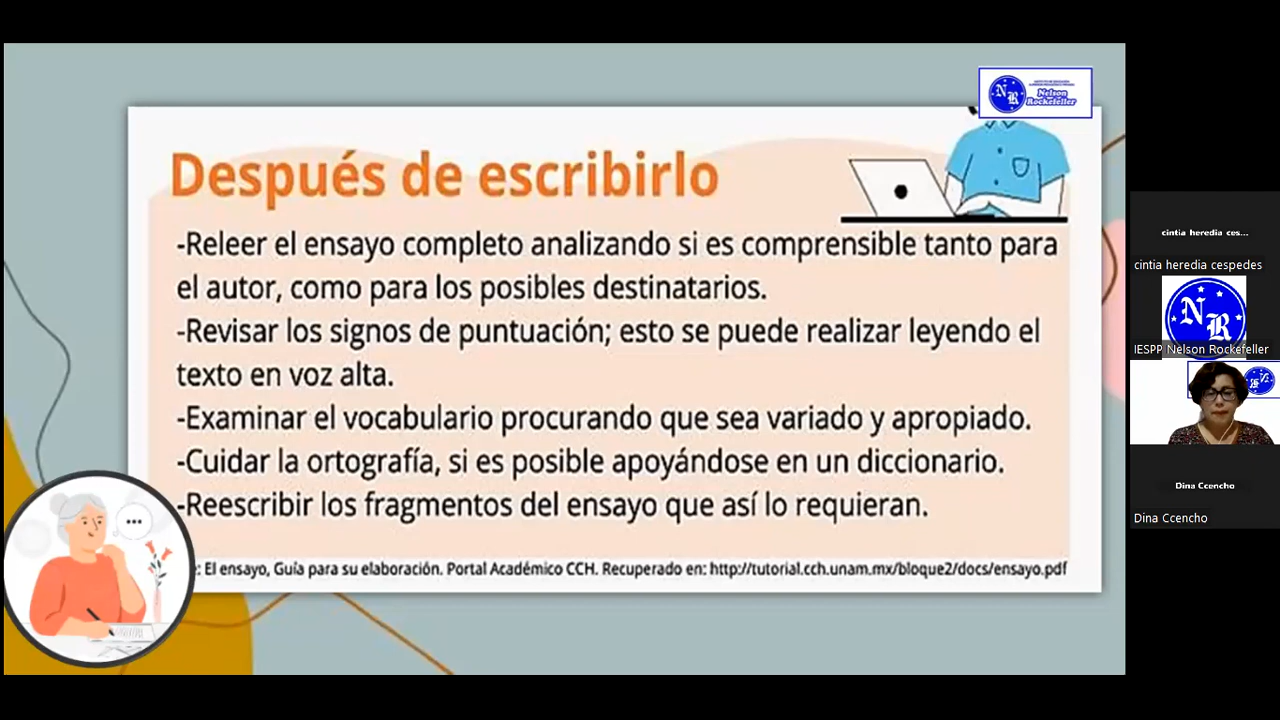 Nelson
Rockefeller
Después de escribirlo
-Releer el ensayo completo analizando si es comprensible tanto para
el autor, como para los posibles destinatarios.
-Revisar los signos de puntuación; esto se puede realizar leyendo el
texto en voz alta.
-Examinar el vocabulario procurando que sea variado y apropiado.
-Cuidar la ortografía, si es posible apoyándose en un diccionario.
-Reescribir los fragmentos del ensayo que así lo requieran.
: El ensayo, Guía para su elaboración. Portal Académico CCH. Recuperado en: http://tutorial.cch.unam.mx/bloque2/docs/ensayo.pdf
cintia heredia ces...
cintia heredia cespedes
NR
IESPP Nelson Rockefeller
Dina Ccencho
Dina Ccencho